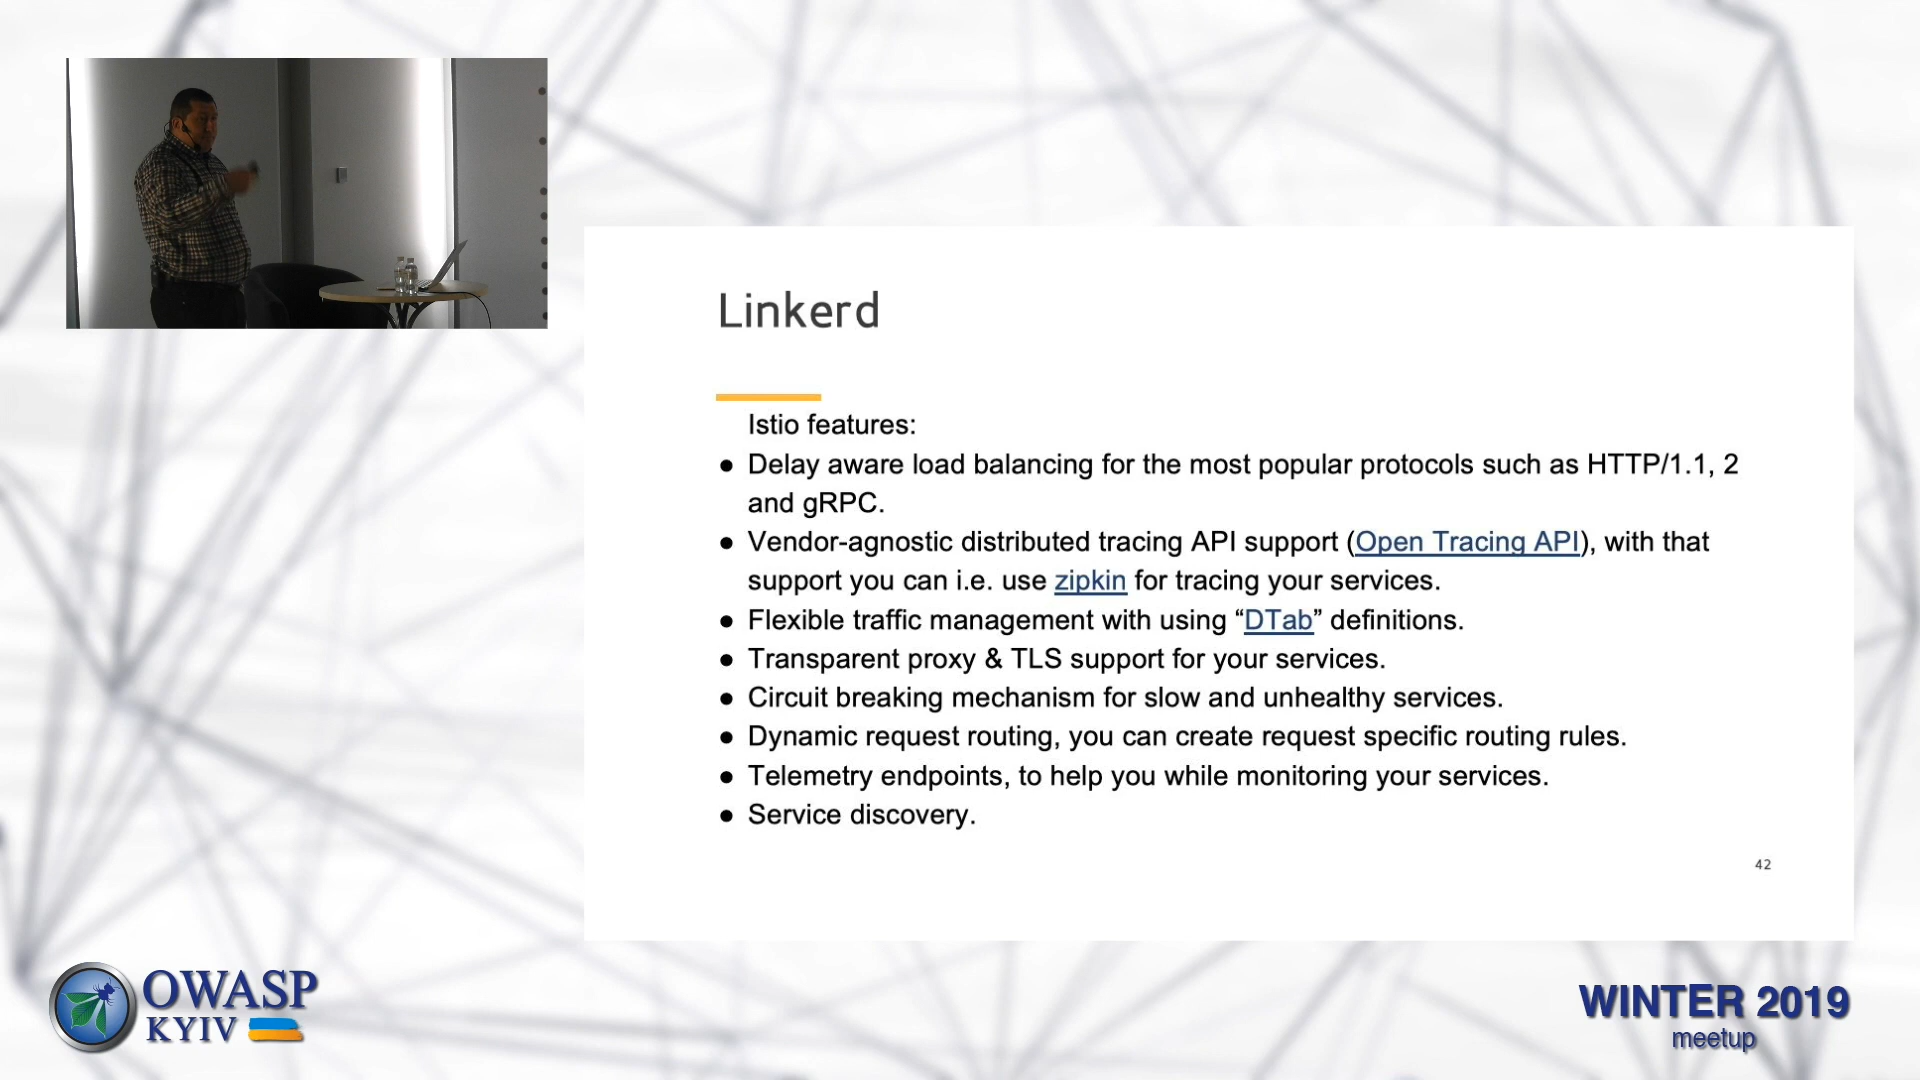 Linkerd
Istio features:
● Delay aware load balancing for the most popular protocols such as HTTP/1.1, 2
and gRPC.
● Vendor-agnostic distributed tracing API support (Open Tracing API), with that
support you can i.e. use zipkin for tracing your services.
● Flexible traffic management with using “DTab” definitions.
● Transparent proxy & TLS support for your services.
● Circuit breaking mechanism for slow and unhealthy services.
● Dynamic request routing, you can create request specific routing rules.
● Telemetry endpoints, to help you while monitoring your services.
● Service discovery.
42
OWASP
KYIV
WINTER 2019
meetup